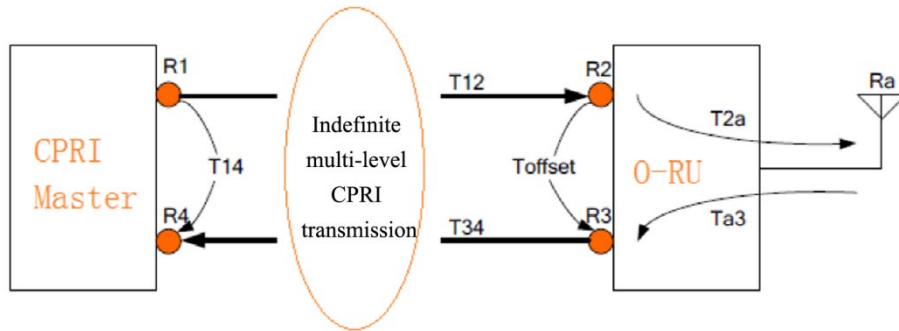 R1
T12
R2
Ra
CPRI
Master
T14
Indefinite
multi-level
CPRI
transmission
Toffset
T2a
O-RU
R4
T34
R3
Ta3